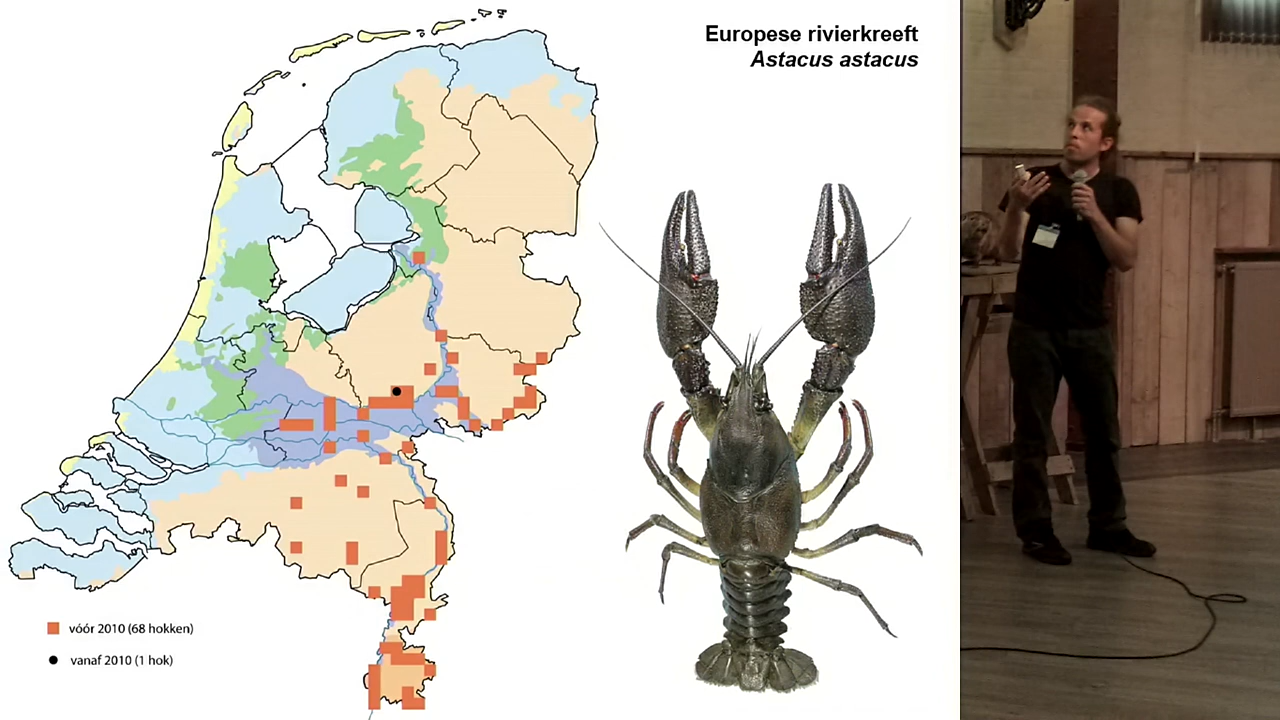 Europese rivierkreeft
Astacus astacus
vóór 2010 (68 hokken)
vanaf 2010 (1 hok)